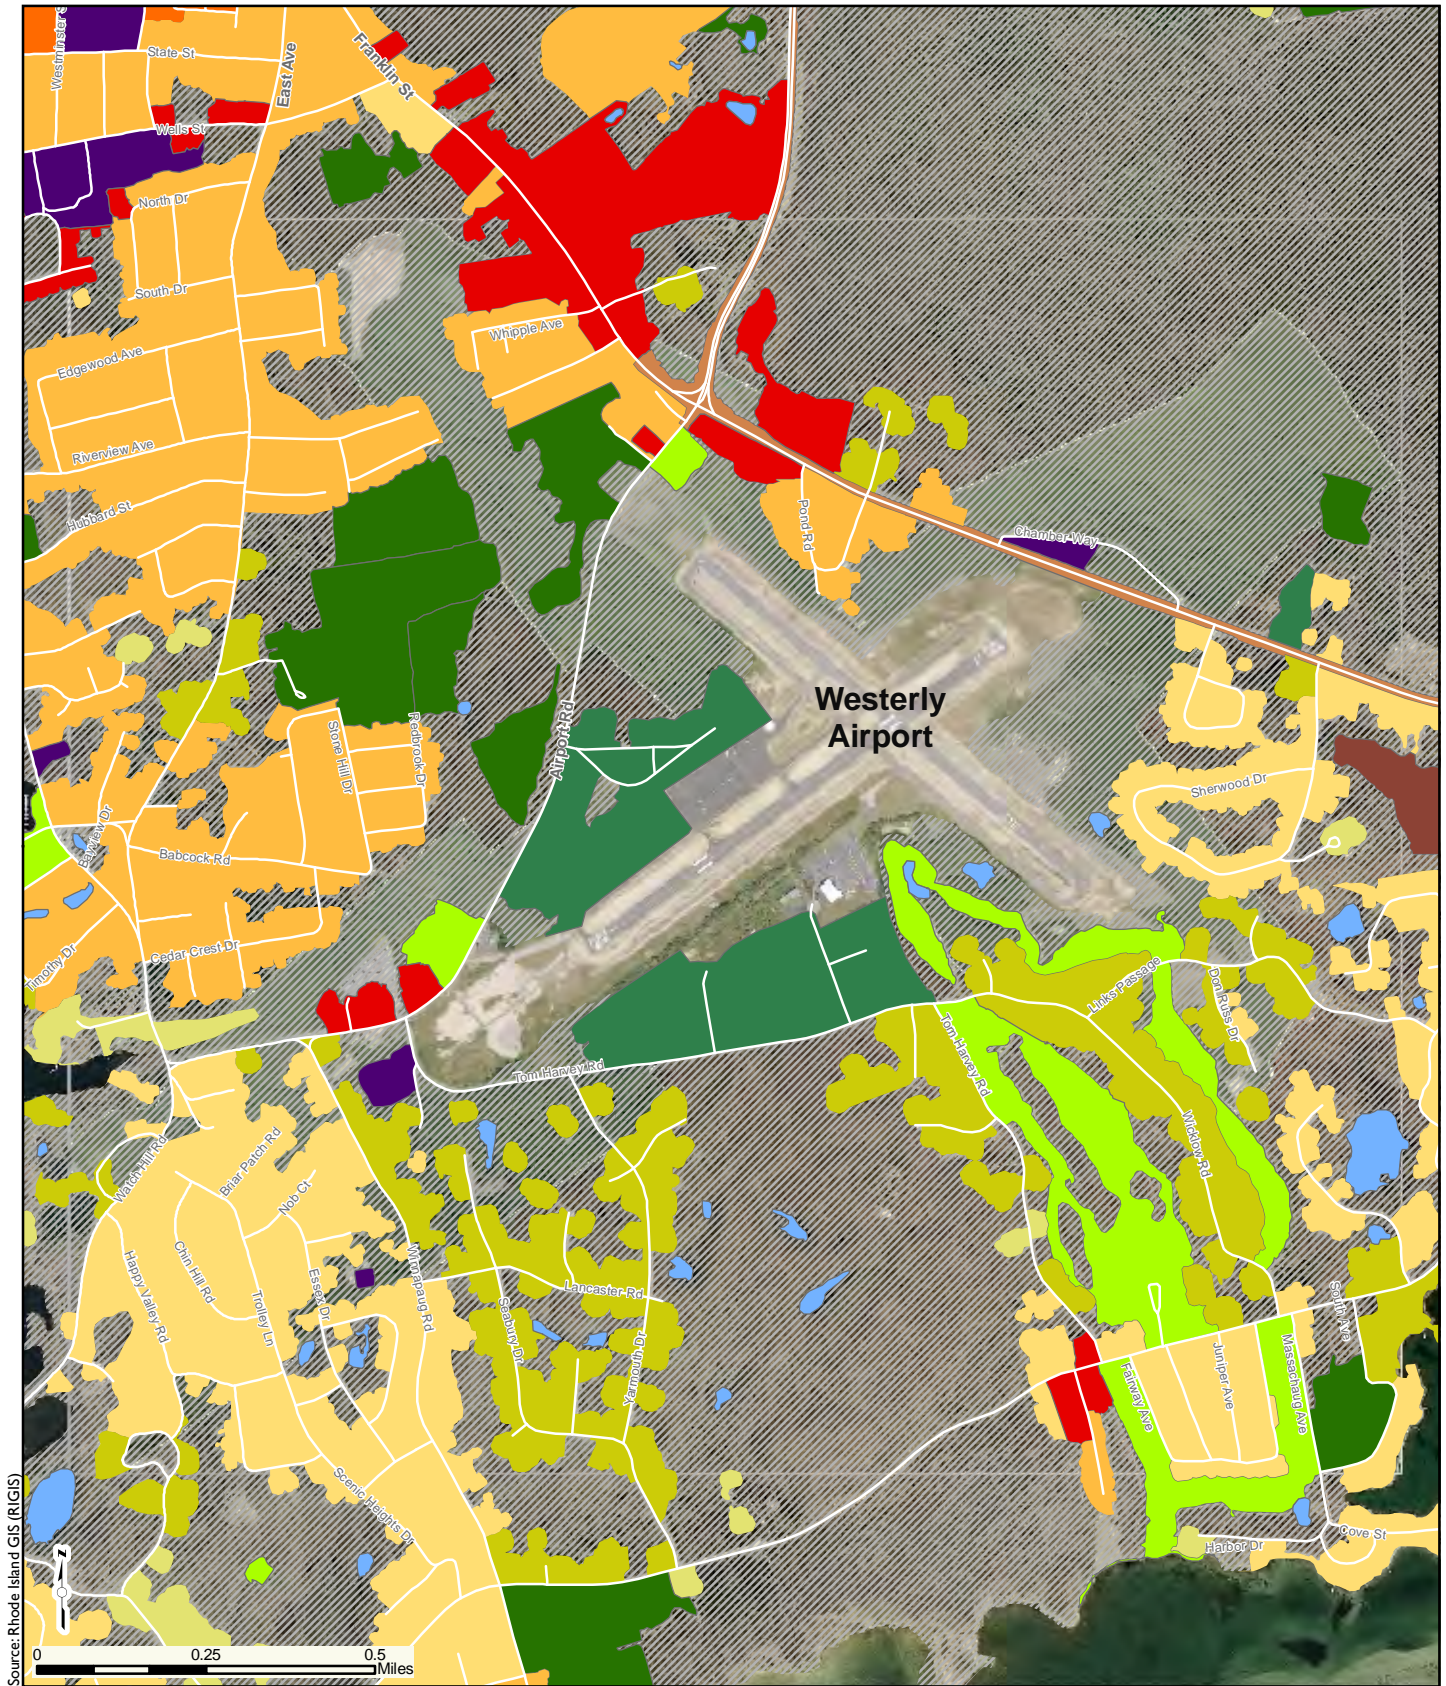 Westminster S
State St
East Ave
Franklin St
Wells St
North Dr
South Dr
Whipple Ave
Edgewood Ave
Riverview Ave
Hubbard St
Pond Rd
Chamber Way
Westerly
Airport
Airport Rd
Stone Hill Dr
Redbrook Dr
Sherwood Dr
Bayview Dr
Babcock Rd
Timothy Dr
Cedar Crest Dr
Links Passage
Don Russ Dr
Tom Harvey Rd
Tom Harvey Rd
Watch Hill Rd
Briar Patch Rd
Nob Ct
Wicklow Rd
Happy Valley Rd
Chin Hill Rd
Trolley Ln
Essex Dr
Winnapaug Rd
Lancaster Rd
Seabury Dr
Yarmouth Dr
South Ave
Fairway Ave
Juniper Ave
Massachaug Ave
Scenic Heights Dr
Harbor Dr
Cove St
Source: Rhode Island GIS (RIGIS)
N
0
0.25
0.5
Miles